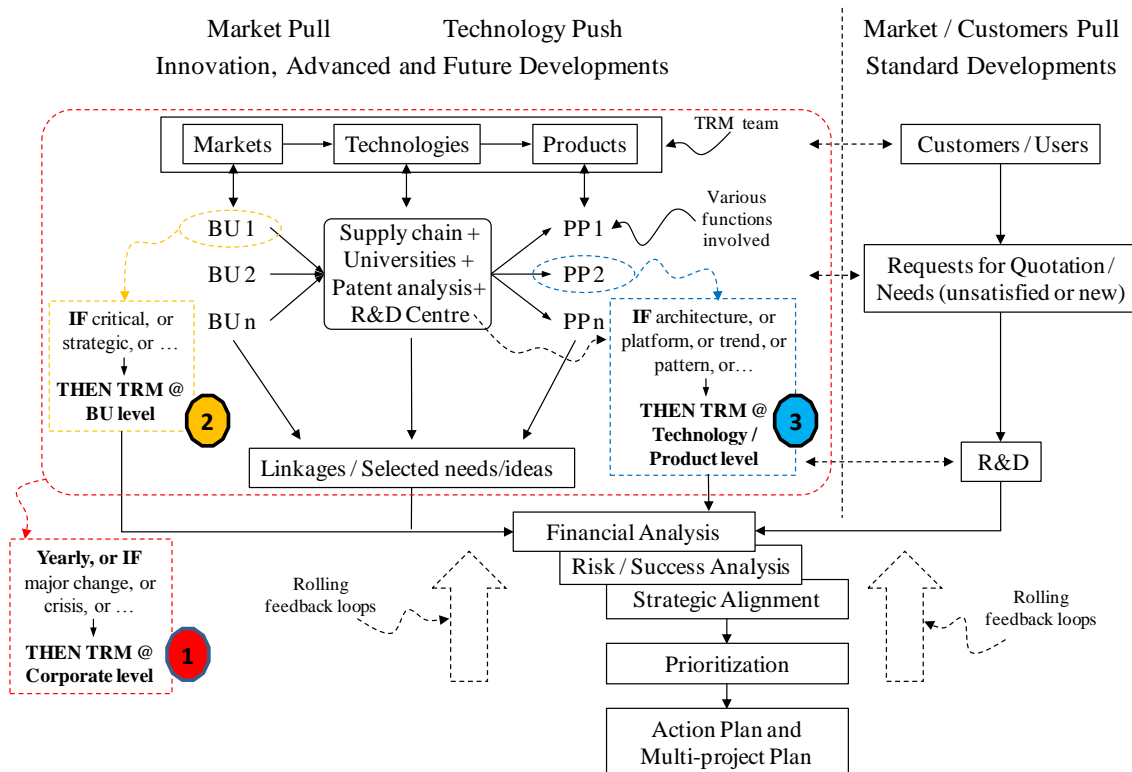 Market Pull
Technology Push
Market / Customers Pull
Innovation, Advanced and Future Developments
Standard Developments
TRM team
Markets
Technologies
Products
Customers / Users
Various
functions
involved
BU 1
BU 2
BU n
Supply chain +
Universities +
Patent analysis+
R&D Centre
PP 1
PP 2
PP n
Requests for Quotation /
Needs (unsatisfied or new)
IF critical, or
strategic, or …
THEN TRM @
BU level
2
IF architecture, or
platform, or trend, or
pattern, or…
THEN TRM @
Technology /
Product level
3
Linkages / Selected needs/ideas
R&D
Yearly, or IF
major change, or
crisis, or …
THEN TRM @
Corporate level
1
Financial Analysis
Risk / Success Analysis
Strategic Alignment
Rolling
feedback loops
Rolling
feedback loops
Prioritization
Action Plan and
Multi-project Plan